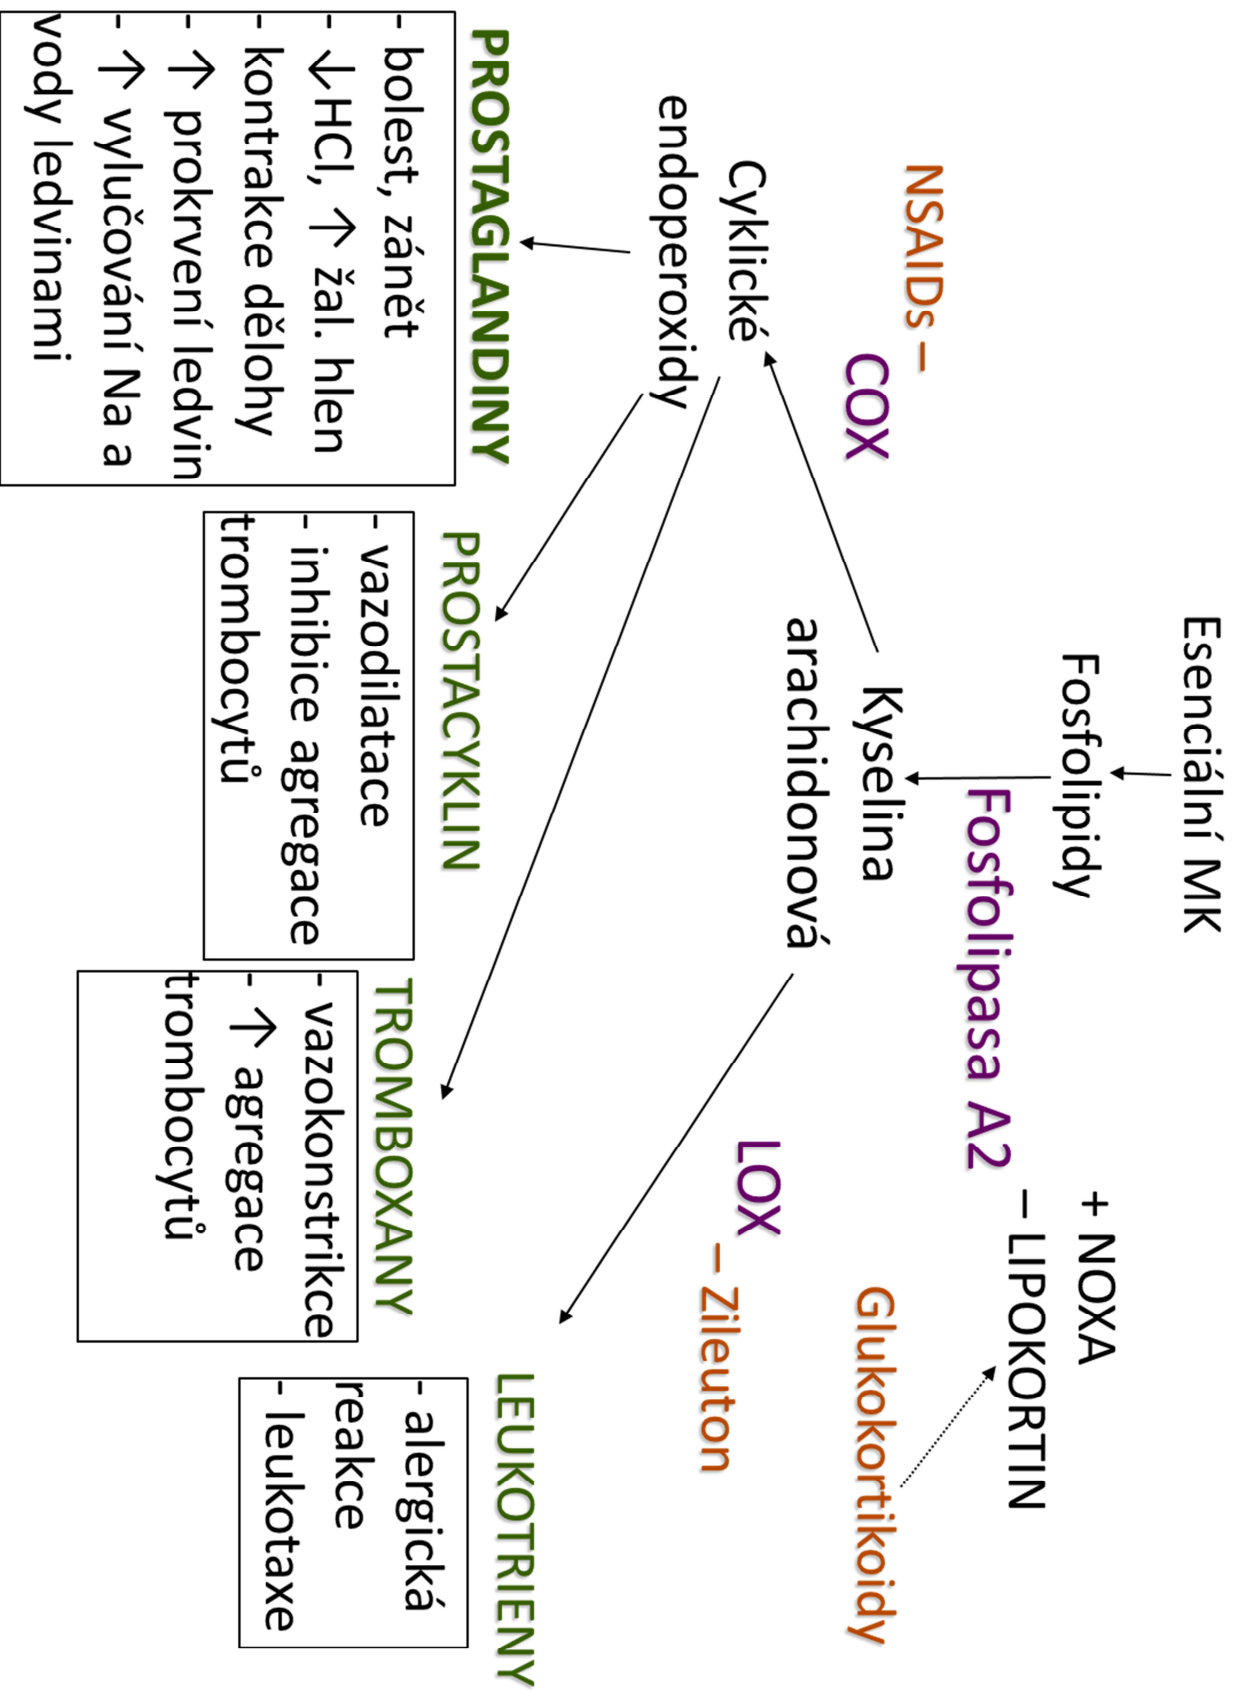 Esenciální MK
Fosfolipidy
+ NOXA
Fosfolipasa A2
– LIPOKORTIN
NSAIDs –
COX
Kyselina
arachidonová
Glukokortikoidy
Cyklické
endoperoxidy
LOX
– Zileuton
PROSTAGLANDINY
- bolest, zánět
- ↓HCl, ↑ žal. hlen
- kontrakce dělohy
- ↑ prokrvení ledvin
- ↑ vylučování Na a
vody ledvinami
PROSTACYKLIN
- vazodilatace
- inhibice agregace
trombocytů
TROMBOXANY
- vazokonstrikce
- ↑ agregace
trombocytů
LEUKOTRIENY
- alergická
reakce
- leukotaxe